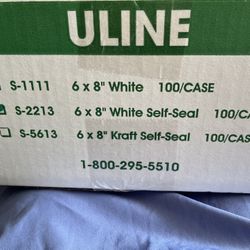 ULINE
S-1111 6 x 8" White 100/CASE
S-2213 6 x 8" White Self-Seal 100/CA
S-5613 6 x 8" Kraft Self-Seal 100/C
1-800-295-5510